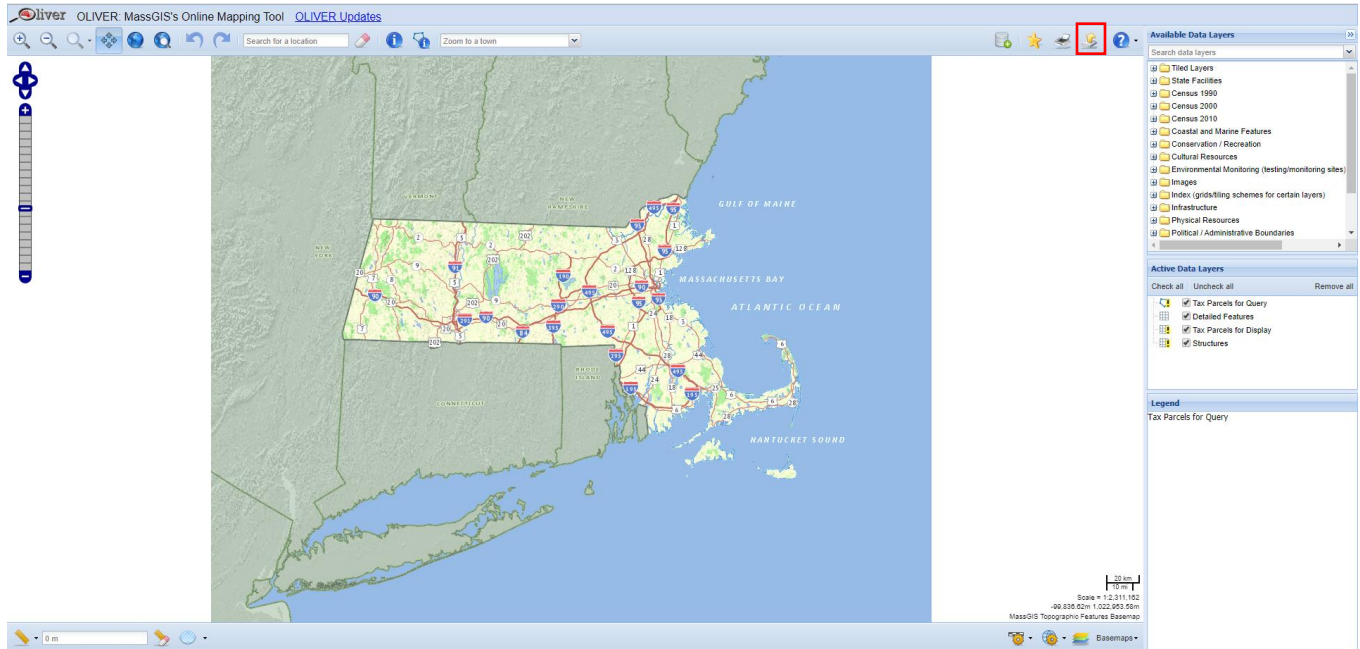 Oliver OLIVER: MassGIS's Online Mapping Tool OLIVER Updates
Search for a location
Zoom to a town
Available Data Layers
Search data layers
Tiled Layers
State Facilities
Census 1990
Census 2000
Census 2010
Coastal and Marine Features
Conservation / Recreation
Cultural Resources
Environmental Monitoring (testing/monitoring sites)
Images
Index (grids/tiling schemes for certain layers)
Infrastructure
Physical Resources
Political / Administrative Boundaries
Active Data Layers
Check all Uncheck all Remove all
Tax Parcels for Query
Detailed Features
Tax Parcels for Display
Structures
Legend
Tax Parcels for Query
VERMONT
NEW HAMPSHIRE
GULF OF MAINE
NEW YORK
MASSACHUSETTS BAY
ATLANTIC OCEAN
RHODE ISLAND
CONNECTICUT
NANTUCKET SOUND
20 km
10 mi
Scale = 1:2,311,162
-99,836.62m 1,022,953.58m
MassGIS Topographic Features Basemap
0 m
Basemaps